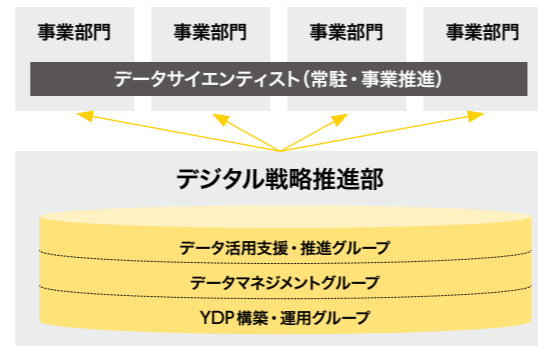 事業部門 事業部門 事業部門 事業部門
データサイエンティスト（常駐・事業推進）
デジタル戦略推進部
データ活用支援・推進グループ
データマネジメントグループ
YDP構築・運用グループ